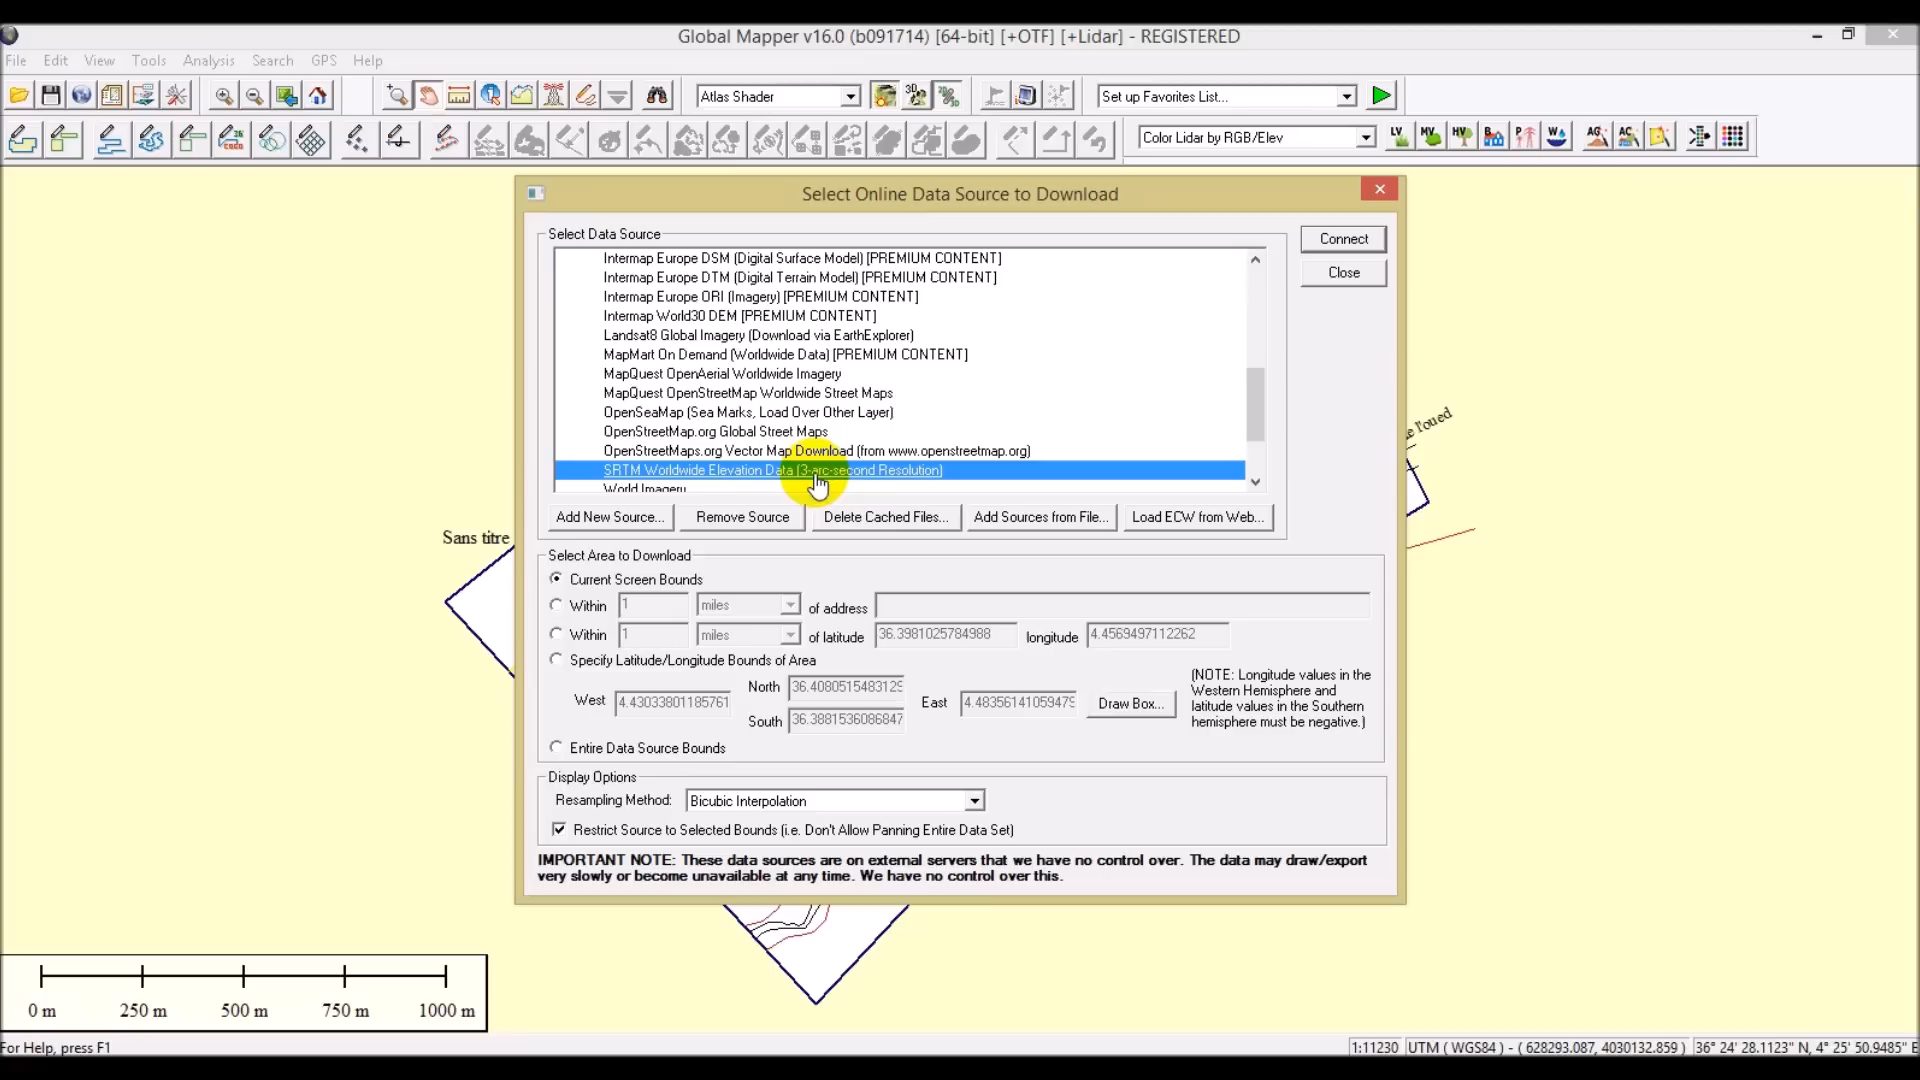 Global Mapper v16.0 (b091714) [64-bit] [+OTF] [+Lidar] - REGISTERED
File Edit View Tools Analysis Search GPS Help
Atlas Shader
3D
Set up Favorites List...
Color Lidar by RGB/Elev
LV MV HV AG AC
Select Online Data Source to Download
Select Data Source
Connect
Close
Intermap Europe DSM (Digital Surface Model) [PREMIUM CONTENT]
Intermap Europe DTM (Digital Terrain Model) [PREMIUM CONTENT]
Intermap Europe ORI (Imagery) [PREMIUM CONTENT]
Intermap World30 DEM [PREMIUM CONTENT]
Landsat8 Global Imagery (Download via EarthExplorer)
MapMart On Demand (Worldwide Data) [PREMIUM CONTENT]
MapQuest OpenAerial Worldwide Imagery
MapQuest OpenStreetMap Worldwide Street Maps
OpenSeaMap (Sea Marks, Load Over Other Layer)
OpenStreetMap.org Global Street Maps
OpenStreetMaps.org Vector Map Download (from www.openstreetmap.org)
SRTM Worldwide Elevation Data (3-arc-second Resolution)
World Imagery
Add New Source... Remove Source Delete Cached Files... Add Sources from File... Load ECW from Web...
Sans titre
l'oued
Select Area to Download
Current Screen Bounds
Within 1 miles of address
Within 1 miles of latitude 36.3981025784988 longitude 4.4569497112262
Specify Latitude/Longitude Bounds of Area
West 4.43033801185761 North 36.4080515483129 South 36.3881536086847 East 4.48356141059479 Draw Box...
(NOTE: Longitude values in the
Western Hemisphere and
latitude values in the Southern
hemisphere must be negative.)
Entire Data Source Bounds
Display Options
Resampling Method: Bicubic Interpolation
Restrict Source to Selected Bounds (i.e. Don't Allow Panning Entire Data Set)
IMPORTANT NOTE: These data sources are on external servers that we have no control over. The data may draw/export
very slowly or become unavailable at any time. We have no control over this.
0 m 250 m 500 m 750 m 1000 m
For Help, press F1
1:11230 UTM ( WGS84 ) - ( 628293.087, 4030132.859 ) 36° 24' 28.1123" N, 4° 25' 50.9485" E